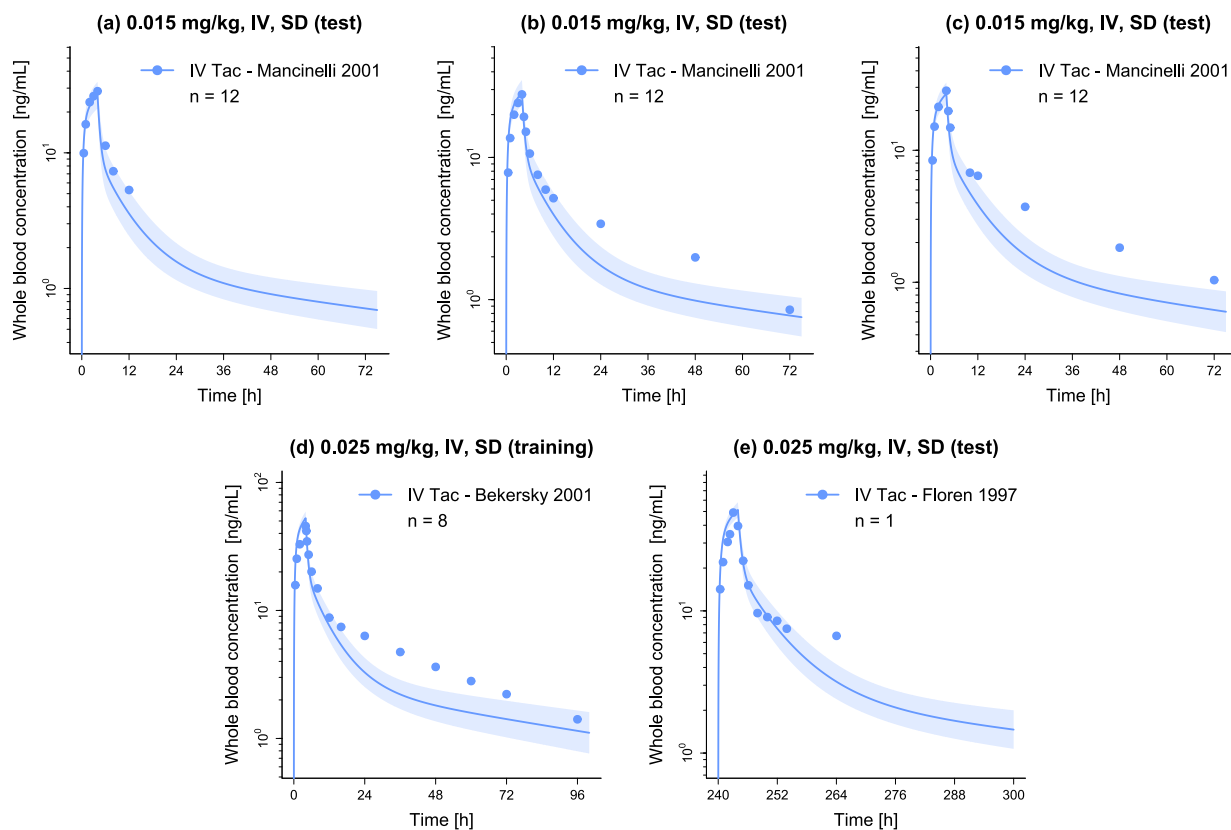 (a) 0.015 mg/kg, IV, SD (test)
IV Tac - Mancinelli 2001
n = 12
Whole blood concentration [ng/mL]
10¹
10⁰
0 12 24 36 48 60 72
Time [h]
(b) 0.015 mg/kg, IV, SD (test)
IV Tac - Mancinelli 2001
n = 12
Whole blood concentration [ng/mL]
10¹
10⁰
0 12 24 36 48 60 72
Time [h]
(c) 0.015 mg/kg, IV, SD (test)
IV Tac - Mancinelli 2001
n = 12
Whole blood concentration [ng/mL]
10¹
10⁰
0 12 24 36 48 60 72
Time [h]
(d) 0.025 mg/kg, IV, SD (training)
IV Tac - Bekersky 2001
n = 8
Whole blood concentration [ng/mL]
10²
10¹
10⁰
0 24 48 72 96
Time [h]
(e) 0.025 mg/kg, IV, SD (test)
IV Tac - Floren 1997
n = 1
Whole blood concentration [ng/mL]
10¹
10⁰
240 252 264 276 288 300
Time [h]